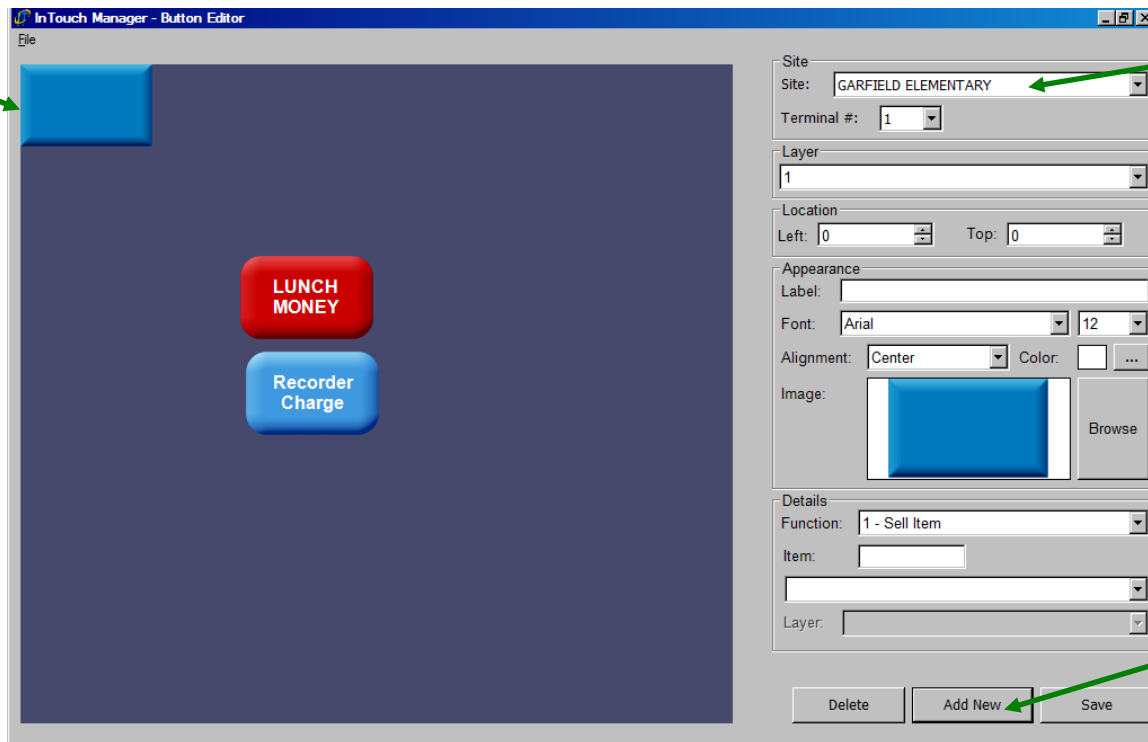 InTouch Manager - Button Editor
File
LUNCH
MONEY
Recorder
Charge
Site
Site: GARFIELD ELEMENTARY
Terminal #: 1
Layer
1
Location
Left: 0 Top: 0
Appearance
Label:
Font: Arial 12
Alignment: Center Color: ...
Image:
Browse
Details
Function: 1 - Sell Item
Item:
Layer:
Delete Add New Save